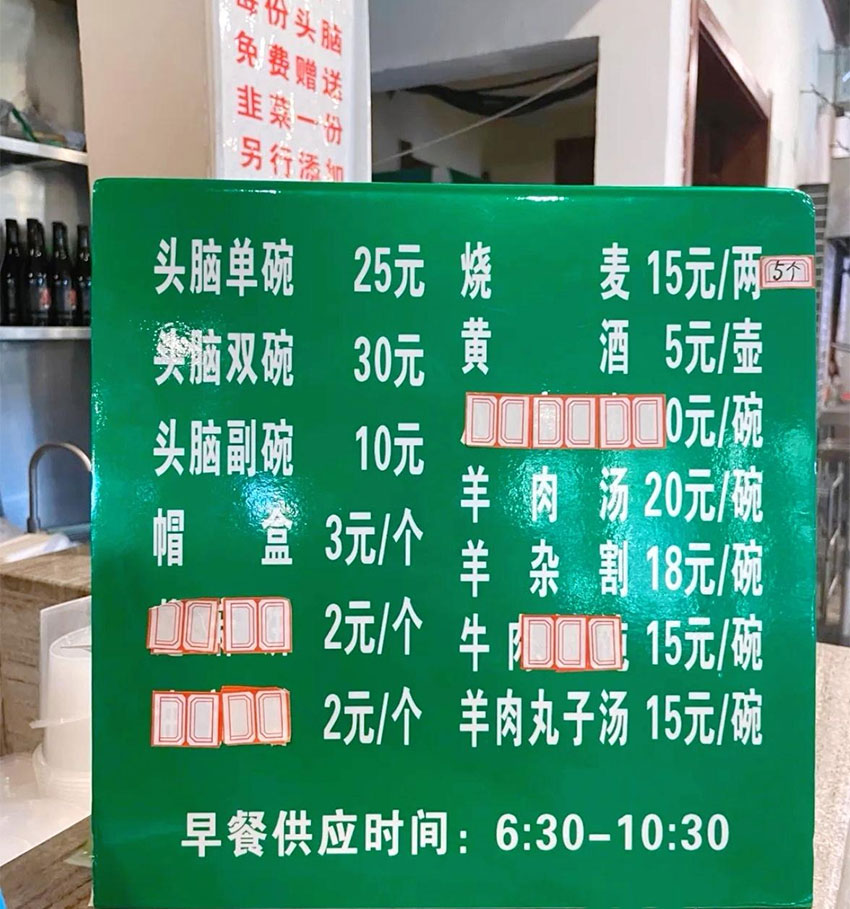 每份头脑
免费赠送
韭菜一份
另行添加
头脑单碗 25元
头脑双碗 30元
头脑副碗 10元
帽盒 3元/个
2元/个
2元/个
烧麦 15元/两 5个
黄酒 5元/壶
0元/碗
羊肉汤 20元/碗
羊杂割 18元/碗
牛肉 15元/碗
羊肉丸子汤 15元/碗
早餐供应时间：6:30-10:30